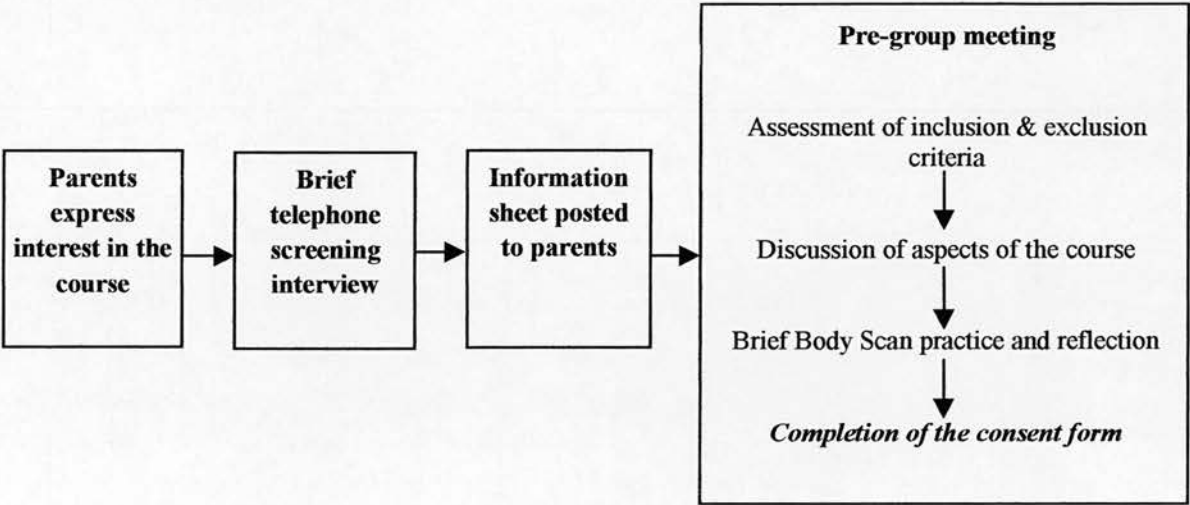 Parents
express
interest in the
course
Brief
telephone
screening
interview
Information
sheet posted
to parents
Pre-group meeting
Assessment of inclusion & exclusion
criteria
Discussion of aspects of the course
Brief Body Scan practice and reflection
Completion of the consent form